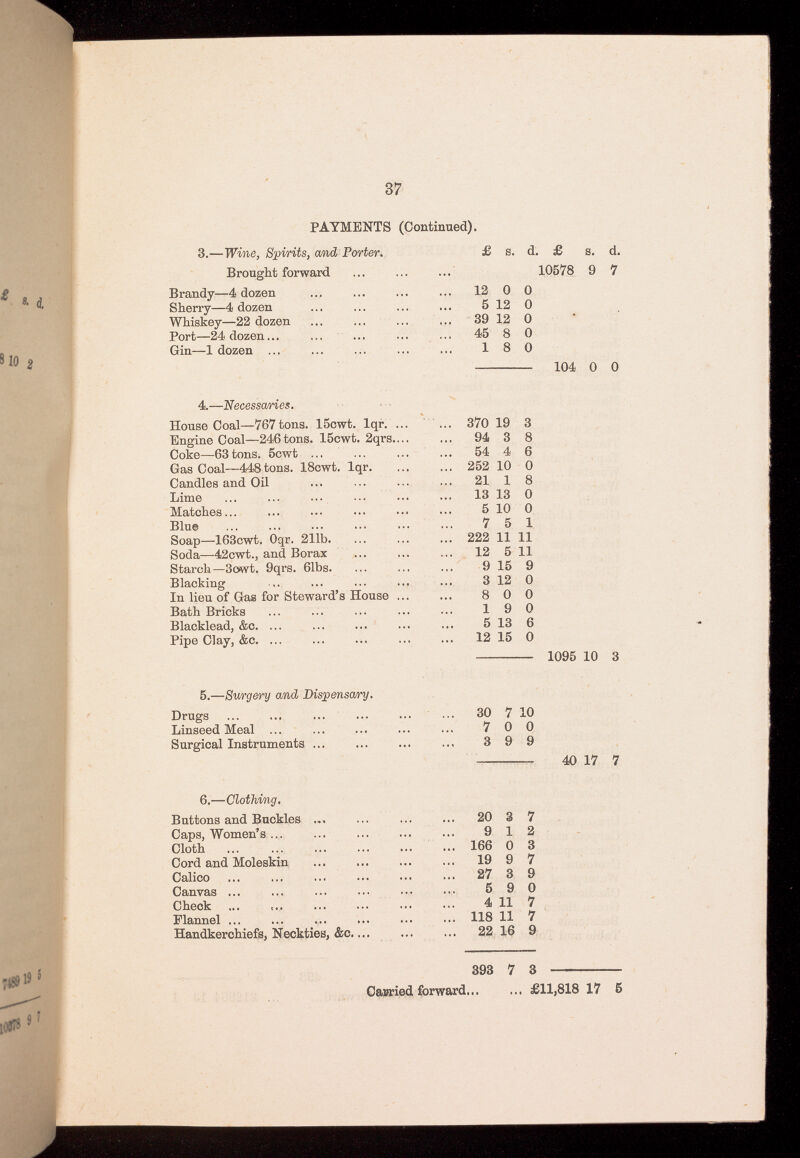 37
PAYMENTS (Continued).
3.—Wine, Spirits, and Porter. £ s. d. £ s. d.
Brought forward ... ... ... 10578 9 7
Brandy—4 dozen ... ... ... ... 12 0 0
Sherry—4 dozen ... ... ... ... 5 12 0
Whiskey—22 dozen ... ... ... ... 39 12 0
Port—24 dozen... ... ... ... ... 45 8 0
Gin—1 dozen ... ... ... ... ... 1 8 0
104 0 0
4.—Necessaries.
House Coal—767 tons. 15cwt. 1qr. ... ... 370 19 3
Engine Coal—246 tons. 15cwt. 2qrs.... ... 94 3 8
Coke—63 tons. 5cwt ... ... ... ... 54 4 6
Gas Coal—448 tons. 18cwt. 1qr. ... ... 252 10 0
Candles and Oil ... ... ... ... 21 1 8
Lime ... ... ... ... ... ... 13 13 0
Matches... ... ... ... ... ... 5 10 0
Blue ... ... ... ... ... ... 7 5 1
Soap—163cwt. 0qr. 21lb. ... ... ... 222 11 11
Soda—42cwt., and Borax ... ... ... 12 5 11
Starch—3cwt. 9qrs. 6lbs. ... ... ... 9 15 9
Blacking ... ... ... ... ... 3 12 0
In lieu of Gas for Steward's House ... ... 8 0 0
Bath Bricks ... ... ... ... ... 1 9 0
Blacklead, &c. ... ... ... ... ... 5 13 6
Pipe Clay, &c. ... ... ... ... ... 12 15 0
1095 10 3
5.—Surgery and Dispensary.
Drugs ... ... ... ... ... ... 30 7 10
Linseed Meal ... ... ... ... ... 7 0 0
Surgical Instruments ... ... ... ... 3 9 9
40 17 7
6.—Clothing.
Buttons and Buckles ... ... ... ... 20 3 7
Caps, Women's ... ... ... ... ... 9 1 2
Cloth ... ... ... ... ... ... 166 0 3
Cord and Moleskin ... ... ... ... 19 9 7
Calico ... ... ... ... ... ... 27 3 9
Canvas ... ... ... ... ... ... 5 9 0
Check ... ... ... ... ... ... 4 11 7
Flannel ... ... ... ... ... ... 118 11 7
Handkerchiefs, Neckties, &c.... ... ... 22 16 9
393 7 3
Carried forward... ... £11,818 17 5
£ s. d.
8 10 2
7489 19 5
10578 9 7